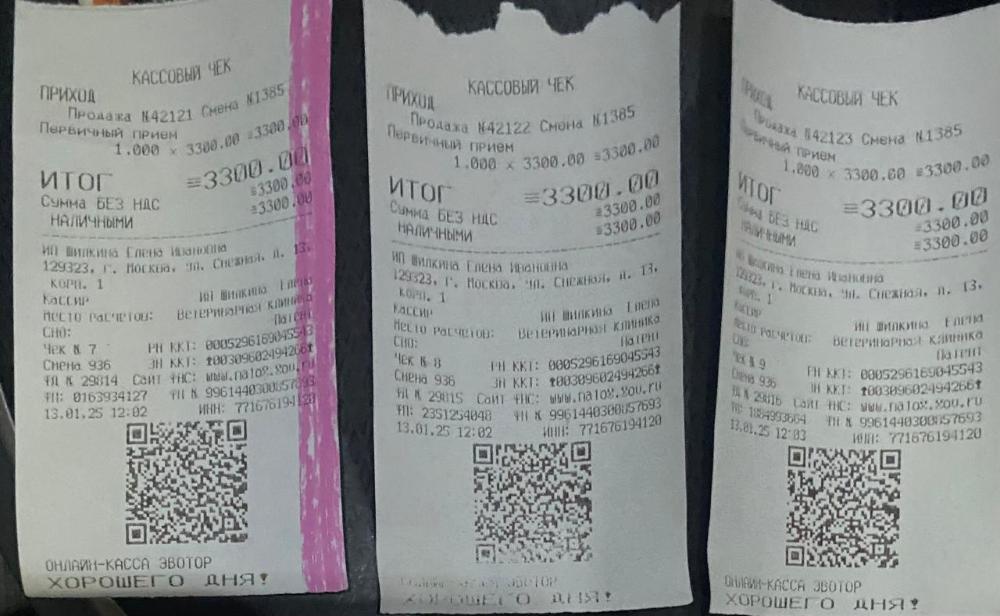 КАССОВЫЙ ЧЕК
ПРИХОД
Продажа №42121 Смена №1385
Первичный прием
1.000 × 3300.00 ≡3300.00
ИТОГ ≡3300.00
Сумма БЕЗ НДС ≡3300.00
НАЛИЧНЫМИ ≡3300.00
ИП Шилкина Елена Ивановна
129323, г. Москва, ул. Снежная, д. 13,
корп. 1
Кассир ИП Шилкина Елена
Место расчетов: Ветеринарная клиника
СНО: Патент
Чек № 7 РН ККТ: 0005296169045543
Смена 936 ЗН ККТ: †00309602494266†
ФД № 29814 Сайт ФНС: www.nalog.gov.ru
ФП: 0163934127 ФН № 9961440300857693
13.01.25 12:02 ИНН: 771676194120
ОНЛАЙН-КАССА ЭВОТОР
ХОРОШЕГО ДНЯ!
КАССОВЫЙ ЧЕК
ПРИХОД
Продажа №42122 Смена №1385
Первичный прием
1.000 × 3300.00 ≡3300.00
ИТОГ ≡3300.00
Сумма БЕЗ НДС ≡3300.00
НАЛИЧНЫМИ ≡3300.00
ИП Шилкина Елена Ивановна
129323, г. Москва, ул. Снежная, д. 13,
корп. 1
Кассир ИП Шилкина Елена
Место расчетов: Ветеринарная клиника
СНО: Патент
Чек № 8 РН ККТ: 0005296169045543
Смена 936 ЗН ККТ: †00309602494266†
ФД № 29815 Сайт ФНС: www.nalog.gov.ru
ФП: 2351254048 ФН № 9961440300857693
13.01.25 12:02 ИНН: 771676194120
ЭВОТОР
ХОРОШЕГО ДНЯ!
КАССОВЫЙ ЧЕК
ПРИХОД
Продажа №42123 Смена №1385
Первичный прием
1.000 × 3300.00 ≡3300.00
ИТОГ ≡3300.00
Сумма БЕЗ НДС ≡3300.00
НАЛИЧНЫМИ ≡3300.00
ИП Шилкина Елена Ивановна
129323, г. Москва, ул. Снежная, д. 13,
корп. 1
Кассир ИП Шилкина Елена
Место расчетов: Ветеринарная клиника
СНО: Патент
Чек № 9 РН ККТ: 0005296169045543
Смена 936 ЗН ККТ: †00309602494266†
ФД № 29816 Сайт ФНС: www.nalog.gov.ru
ФП: 1884993664 ФН № 9961440300857693
13.01.25 12:03 ИНН: 771676194120
ОНЛАЙН-КАССА ЭВОТОР
ХОРОШЕГО ДНЯ!